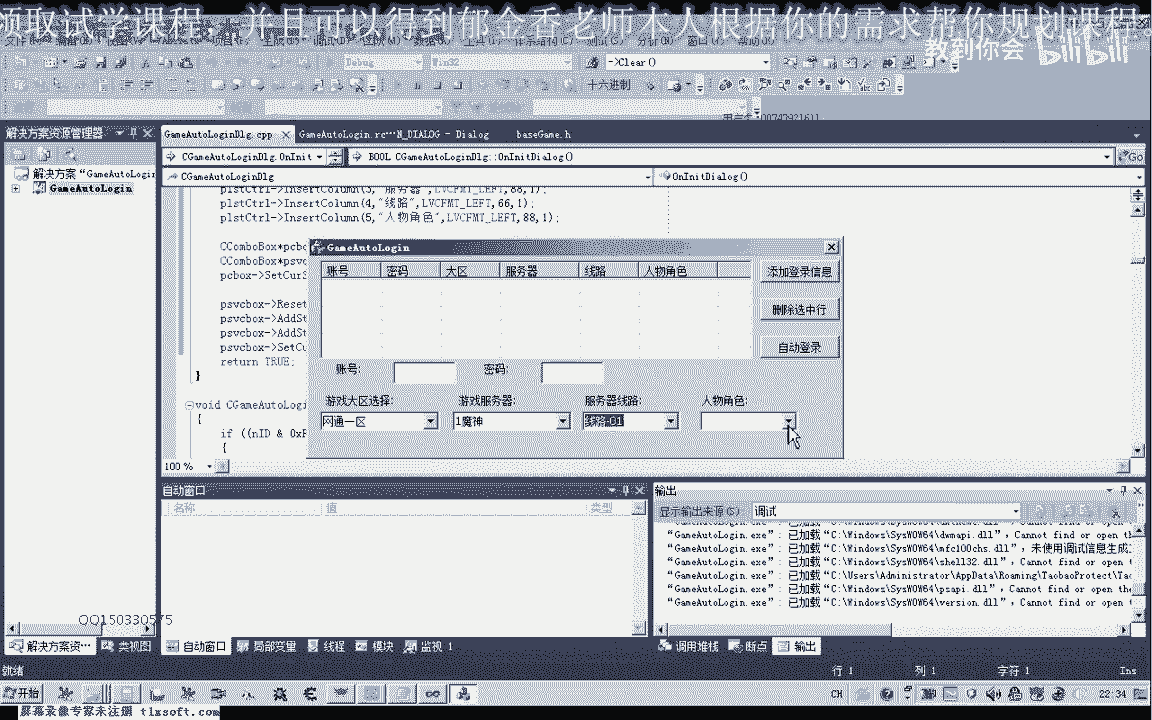 领取试学课程，并且可以得到郁金香老师本人根据你的需求帮你规划课程。
教到你会 bilibili
Debug Win32 ->Clear()
十六进制
解决方案资源管理器
GameAutoLoginDlg.cpp GameAutoLogin.rc…N_DIALOG - Dialog baseGame.h
CGameAutoLoginDlg.OnInit BOOL CGameAutoLoginDlg::OnInitDialog() Go
CGameAutoLoginDlg OnInitDialog()
解决方案 "GameAutoLogin
GameAutoLogin
plstCtrl->InsertColumn(3,"服务器",LVCFMT_LEFT,88,1);
plstCtrl->InsertColumn(4,"线路",LVCFMT_LEFT,66,1);
plstCtrl->InsertColumn(5,"人物角色",LVCFMT_LEFT,88,1);
CComboBox*pcbo
CComboBox*psvc
pcbox->SetCurS
psvcbox->Reset
psvcbox->AddSt
psvcbox->AddSt
psvcbox->SetCu
return TRUE;
}
void CGameAutoLogi
{
if ((nID & 0xF
{
100 %
GameAutoLogin
账号 密码 大区 服务器 线路 人物角色
添加登录信息
删除选中行
自动登录
账号: 密码:
游戏大区选择: 游戏服务器: 服务器线路: 人物角色:
网通一区 1魔神 线路-01
自动窗口
名称 值 类型
输出
显示输出来源(S): 调试
"GameAutoLogin.exe": 已加载"C:\Windows\SysWOW64\dwmapi.dll", Cannot find or open t
"GameAutoLogin.exe": 已加载"C:\Windows\SysWOW64\mfc100chs.dll", 未使用调试信息生成
"GameAutoLogin.exe": 已加载"C:\Windows\SysWOW64\shell32.dll", Cannot find or open
"GameAutoLogin.exe": 已加载"C:\Users\Administrator\AppData\Roaming\TaobaoProtect\Tao
"GameAutoLogin.exe": 已加载"C:\Windows\SysWOW64\psapi.dll", Cannot find or open the
"GameAutoLogin.exe": 已加载"C:\Windows\SysWOW64\version.dll", Cannot find or open
QQ150330575
解决方案资… 类视图
自动窗口 局部变量 线程 模块 监视 1
调用堆栈 断点 输出
就绪 行 1 列 1 字符 1 Ins
开始 CH 22:34
屏幕录像专家未注册 tlxsoft.com